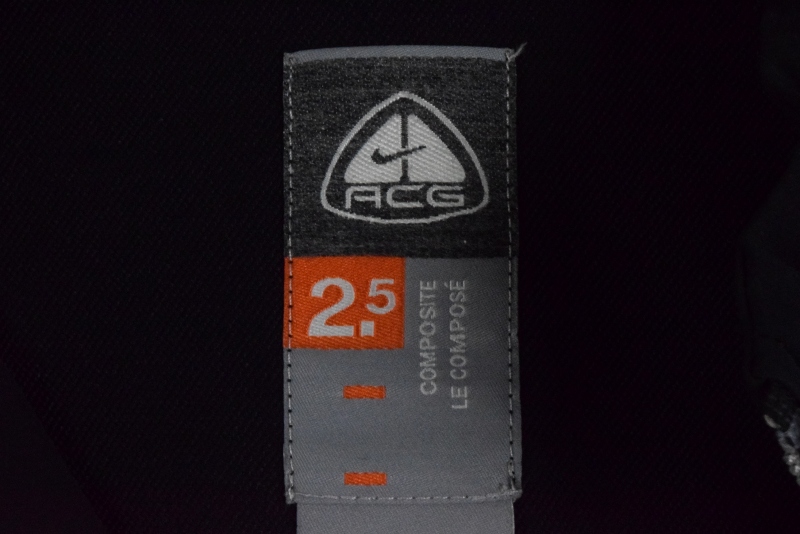 ACG
2.5
COMPOSITE
LE COMPOSÉ